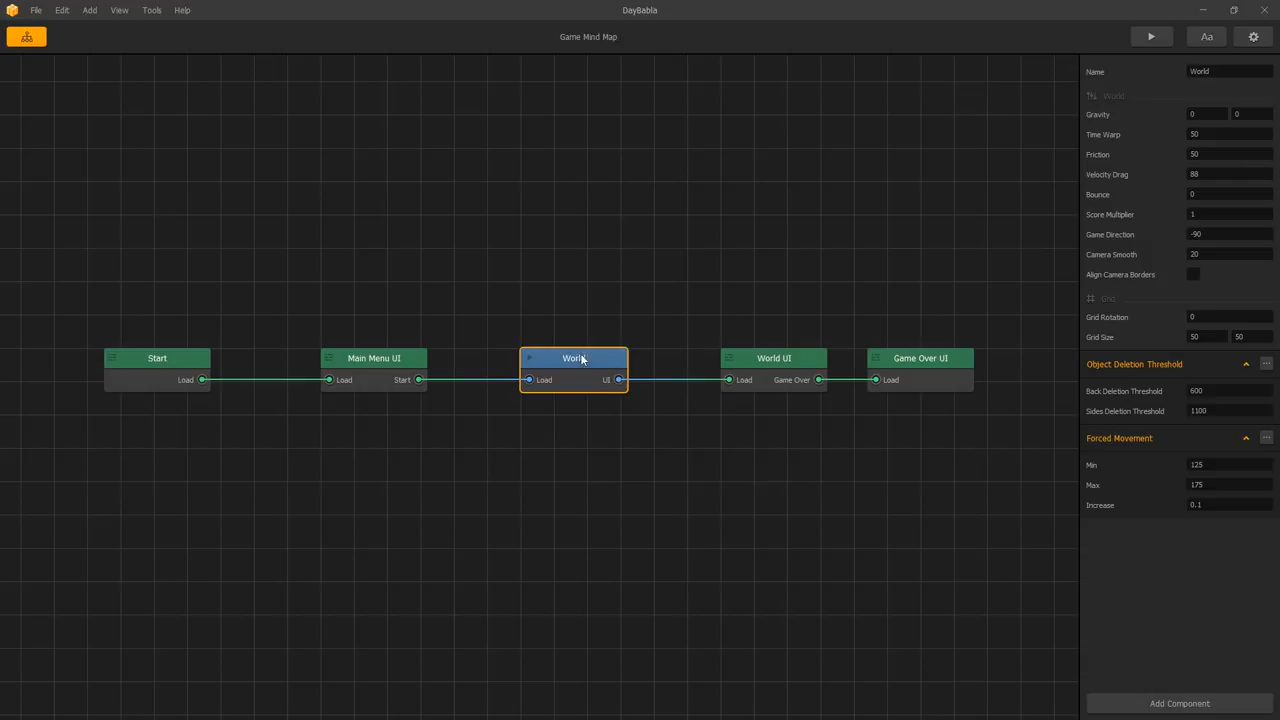 File Edit Add View Tools Help
DayBabla
Game Mind Map
Aa
Start
Load
Main Menu UI
Load Start
World
Load UI
World UI
Load Game Over
Game Over UI
Load
Name World
World
Gravity 0 0
Time Warp 50
Friction 50
Velocity Drag 88
Bounce 0
Score Multiplier 1
Game Direction -90
Camera Smooth 20
Align Camera Borders
Grid
Grid Rotation 0
Grid Size 50 50
Object Deletion Threshold
Back Deletion Threshold 600
Sides Deletion Threshold 1100
Forced Movement
Min 125
Max 175
Increase 0.1
Add Component